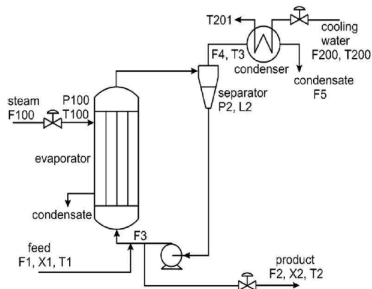 T201
cooling
water
F200, T200
F4, T3
condenser
condensate
F5
steam
F100
P100
T100
separator
P2, L2
evaporator
condensate
F3
feed
F1, X1, T1
product
F2, X2, T2